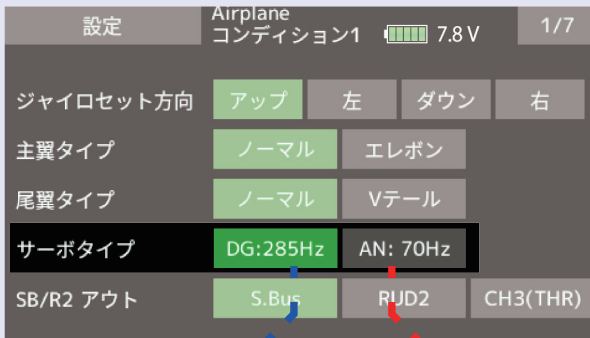 設定 Airplane
コンディション1 7.8 V 1/7
ジャイロセット方向 アップ 左 ダウン 右
主翼タイプ ノーマル エレボン
尾翼タイプ ノーマル Vテール
サーボタイプ DG:285Hz AN: 70Hz
SB/R2 アウト S.Bus RUD2 CH3(THR)